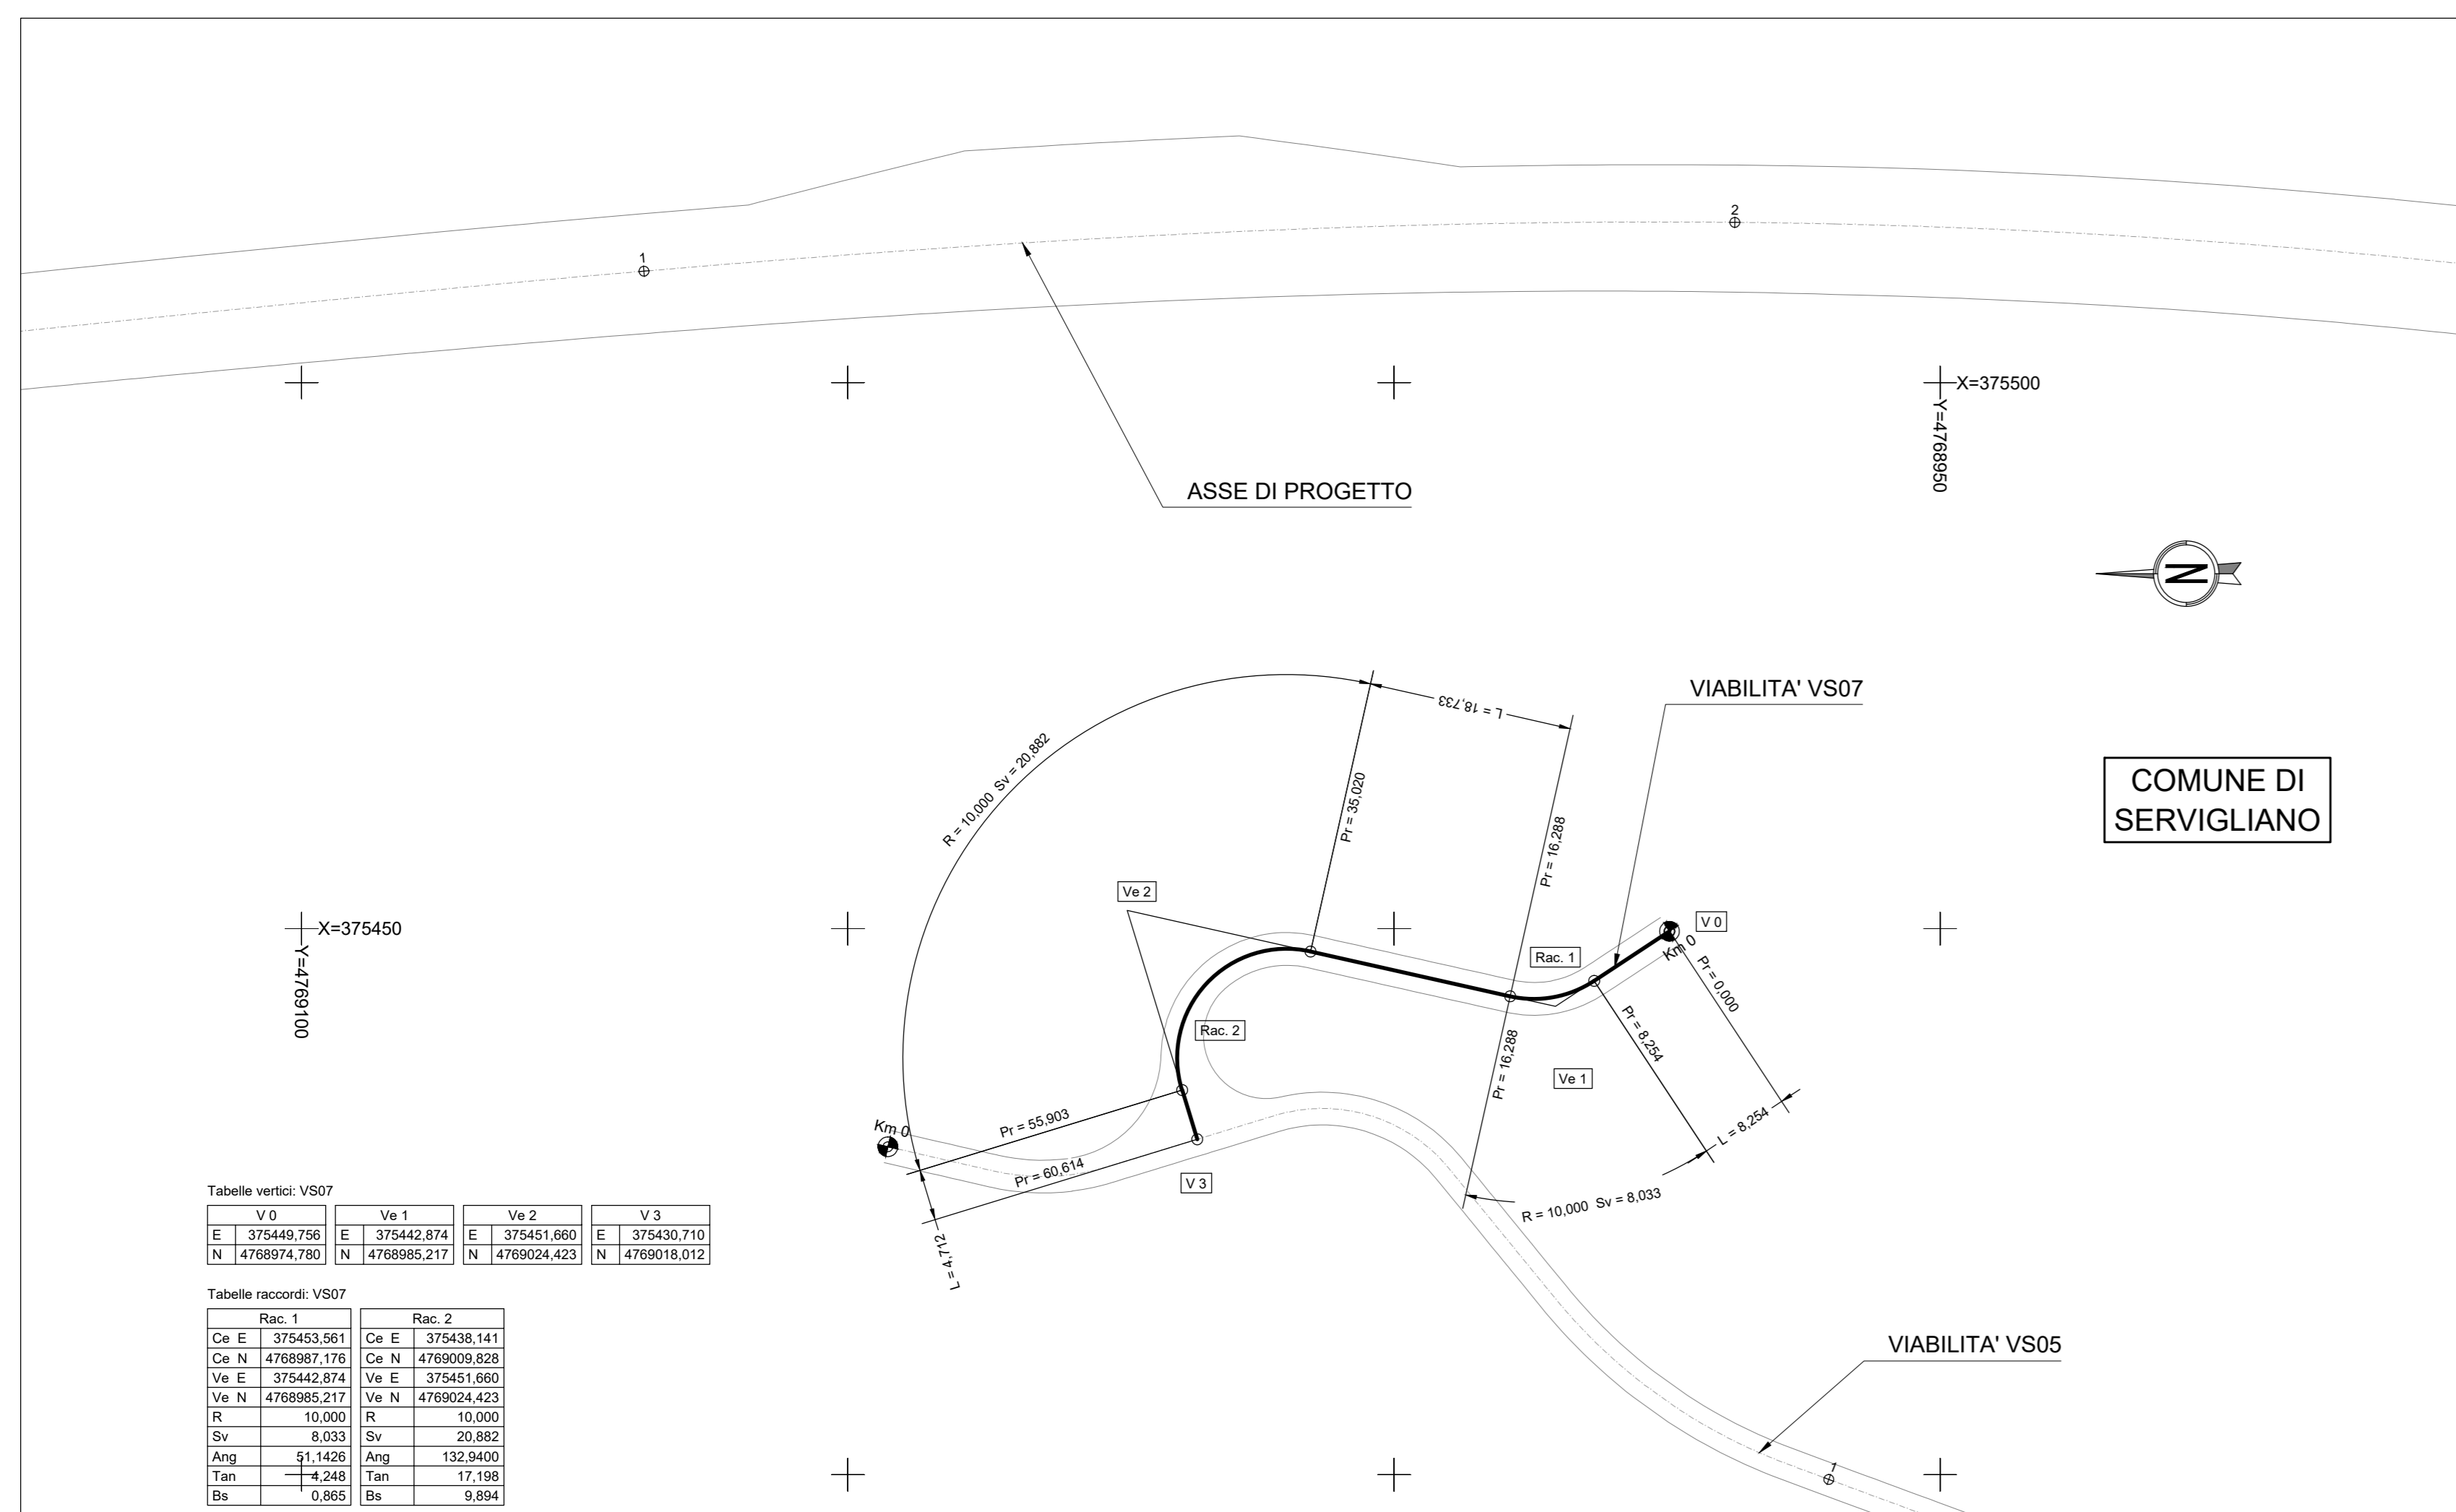 1
2
X=375500
Y=4768950
ASSE DI PROGETTO
N
VIABILITA' VS07
L = 18,733
R = 10,000 Sv = 20,882
Pr = 35,020
Pr = 16,288
COMUNE DI
SERVIGLIANO
Ve 2
V 0
X=375450
Y=4769100
Rac. 1
Km 0
Pr = 0,000
Rac. 2
Pr = 8,254
Pr = 16,288
Ve 1
Km 0
Pr = 55,903
L = 8,254
Pr = 60,614
V 3
R = 10,000 Sv = 8,033
L = 4,712
Tabelle vertici: VS07
V 0 Ve 1 Ve 2 V 3
E 375449,756 E 375442,874 E 375451,660 E 375430,710
N 4768974,780 N 4768985,217 N 4769024,423 N 4769018,012
Tabelle raccordi: VS07
Rac. 1 Rac. 2
Ce E 375453,561 Ce E 375438,141
Ce N 4768987,176 Ce N 4769009,828
Ve E 375442,874 Ve E 375451,660
Ve N 4768985,217 Ve N 4769024,423
R 10,000 R 10,000
Sv 8,033 Sv 20,882
Ang 51,1426 Ang 132,9400
Tan 4,248 Tan 17,198
Bs 0,865 Bs 9,894
VIABILITA' VS05
1